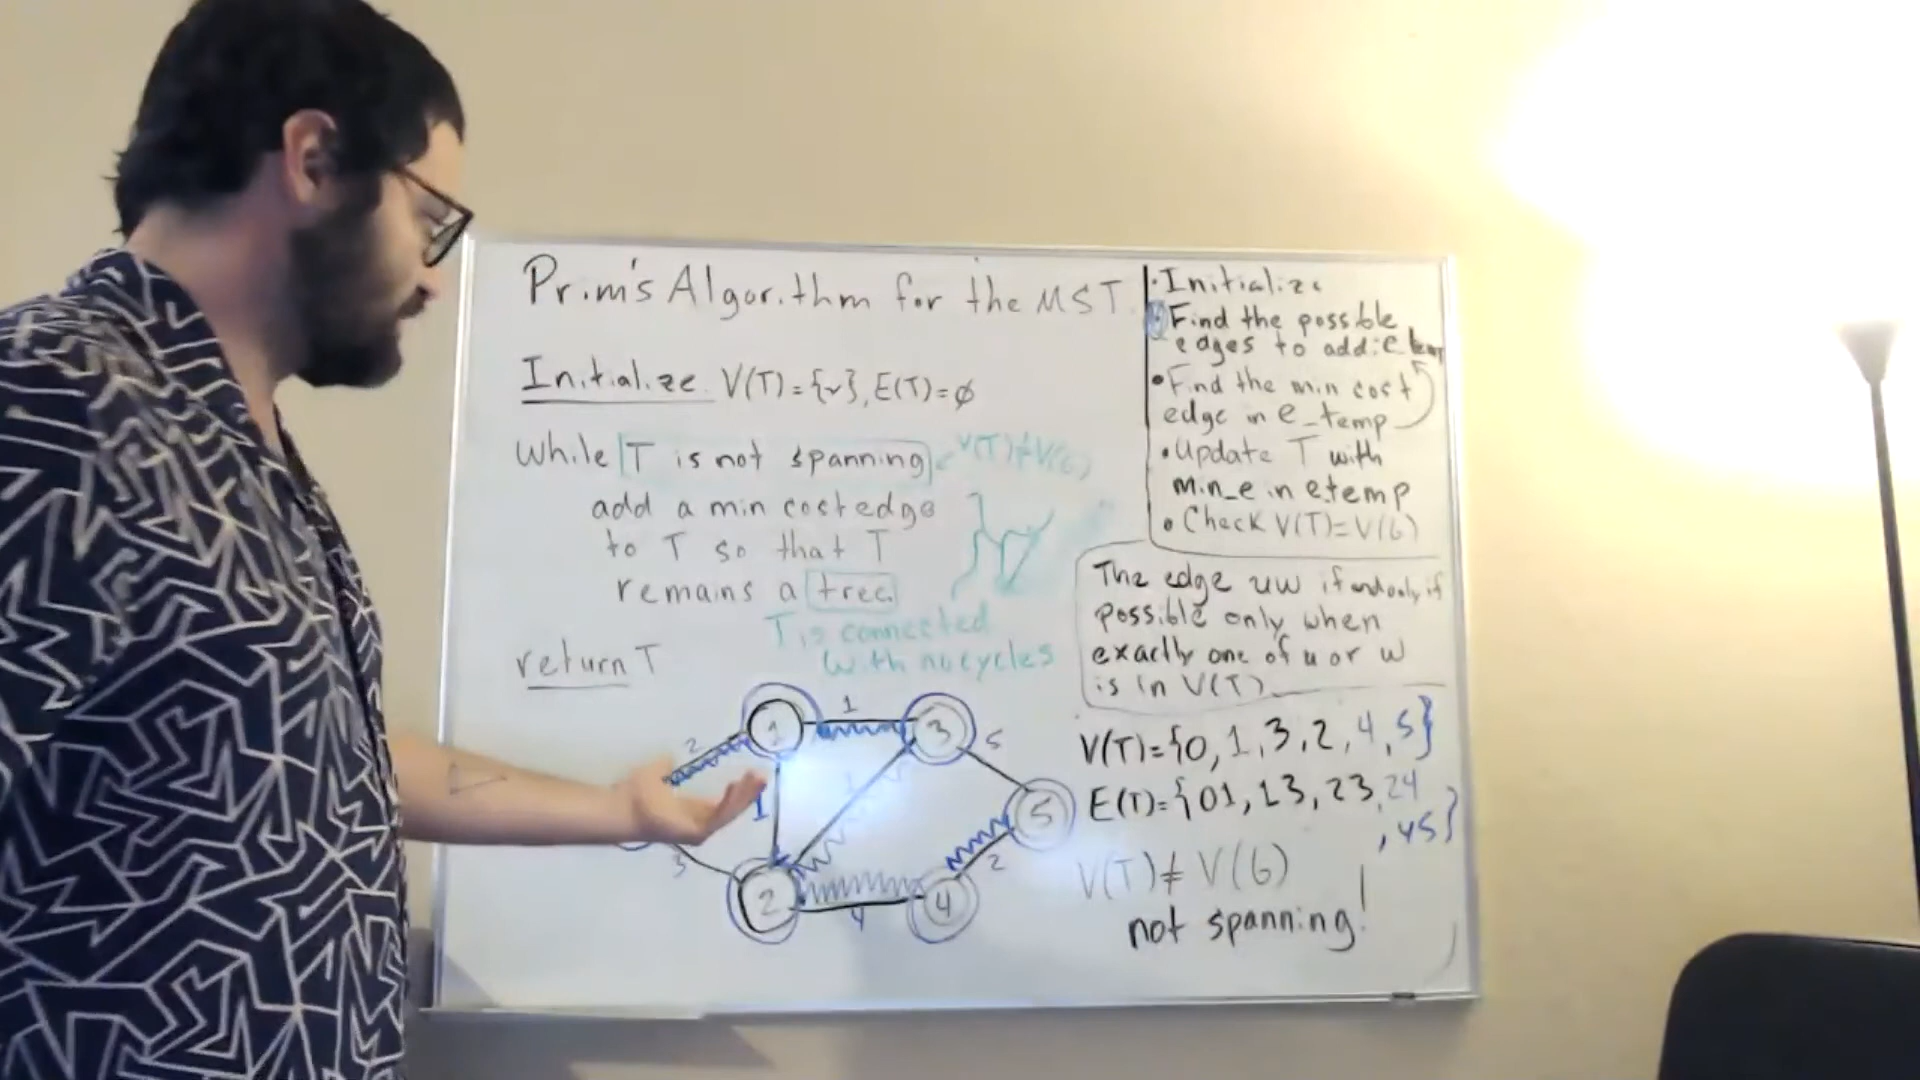 Prim's Algorithm for the MST
Initialize V(T)={v}, E(T)=∅
While T is not spanning V(T)≠V(G)
add a min cost edge
to T so that T
remains a tree.
T is connected
with no cycles
return T
• Initialize
• Find the possible
edges to add: e_temp
• Find the min cost
edge in e_temp
• Update T with
min_e in e_temp
• Check V(T)=V(G)
The edge uw if and only if
possible only when
exactly one of u or w
is in V(T)
V(T)={0, 1, 3, 2, 4, 5}
E(T)={01, 13, 23, 24
, 45}
V(T)≠V(G)
not spanning!
1
1
3
2
5
1
1
5
3
2
2
4
4